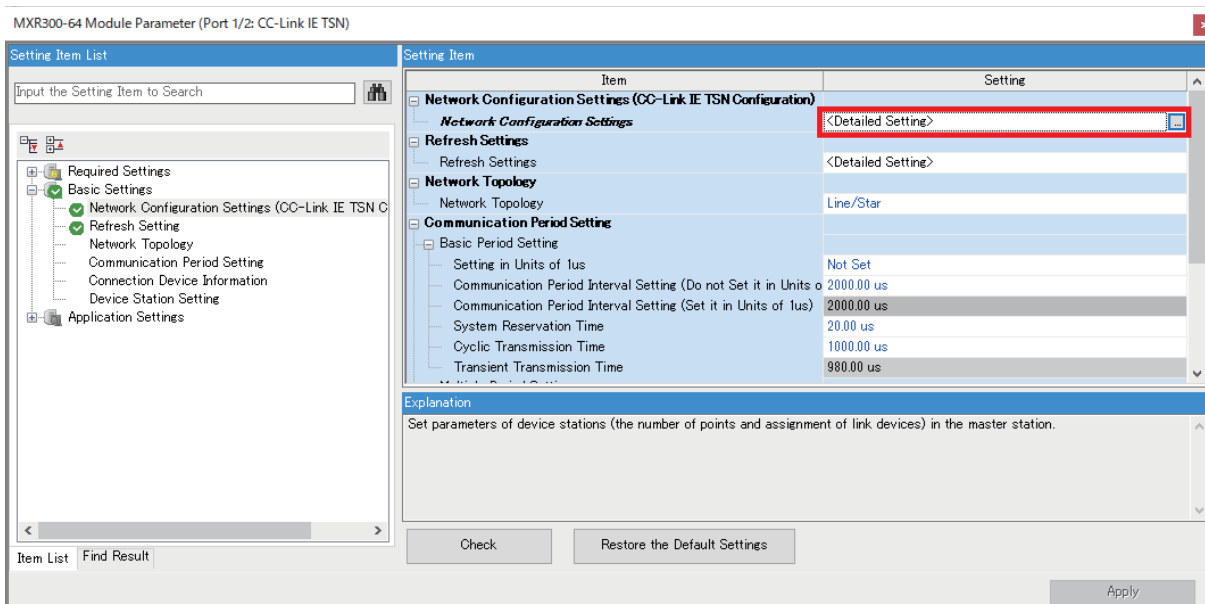 MXR300-64 Module Parameter (Port 1/2: CC-Link IE TSN)
Setting Item List
Input the Setting Item to Search
Required Settings
Basic Settings
Network Configuration Settings (CC-Link IE TSN C
Refresh Setting
Network Topology
Communication Period Setting
Connection Device Information
Device Station Setting
Application Settings
Item List
Find Result
Setting Item
Item
Setting
Network Configuration Settings (CC-Link IE TSN Configuration)
Network Configuration Settings
<Detailed Setting>
...
Refresh Settings
Refresh Settings
<Detailed Setting>
Network Topology
Network Topology
Line/Star
Communication Period Setting
Basic Period Setting
Setting in Units of 1us
Not Set
Communication Period Interval Setting (Do not Set it in Units o
2000.00 us
Communication Period Interval Setting (Set it in Units of 1us)
2000.00 us
System Reservation Time
20.00 us
Cyclic Transmission Time
1000.00 us
Transient Transmission Time
980.00 us
Explanation
Set parameters of device stations (the number of points and assignment of link devices) in the master station.
Check
Restore the Default Settings
Apply